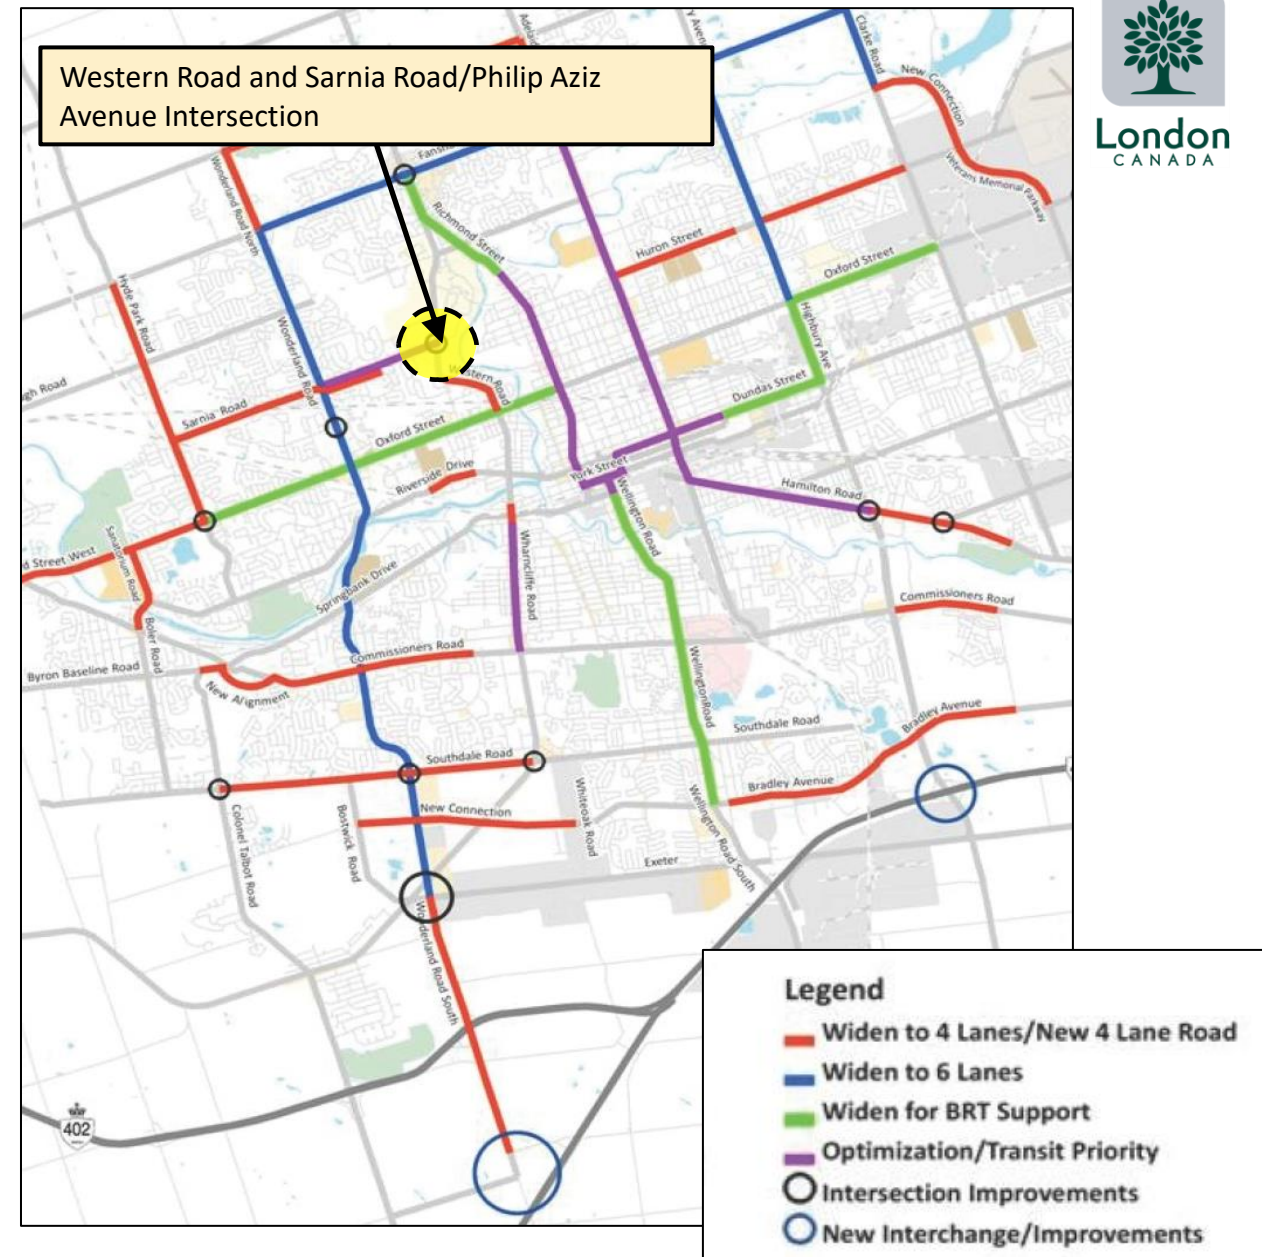 Western Road and Sarnia Road/Philip Aziz
Avenue Intersection
London
CANADA
Clarke Road
New Connection
Veterans Memorial Parkway
Wonderland Road North
Richmond Street
Huron Street
Oxford Street
Hyde Park Road
Wonderland Road
Highbury Ave
Western Road
Dundas Street
Sarnia Road
Oxford Street
Riverside Drive
York Street
Wellington Road
Hamilton Road
Street West
Sanatorium Road
Springbank Drive
Wharncliffe Road
Commissioners Road
Boler Road
Commissioners Road
Byron Baseline Road
New Alignment
WellingtonRoad
Bradley Avenue
Southdale Road
Southdale Road
Bradley Avenue
Colonel Talbot Road
Bostwick Road
New Connection
Whiteoak Road
Wellington Road South
Exeter
Wonderland Road South
402
Legend
Widen to 4 Lanes/New 4 Lane Road
Widen to 6 Lanes
Widen for BRT Support
Optimization/Transit Priority
Intersection Improvements
New Interchange/Improvements